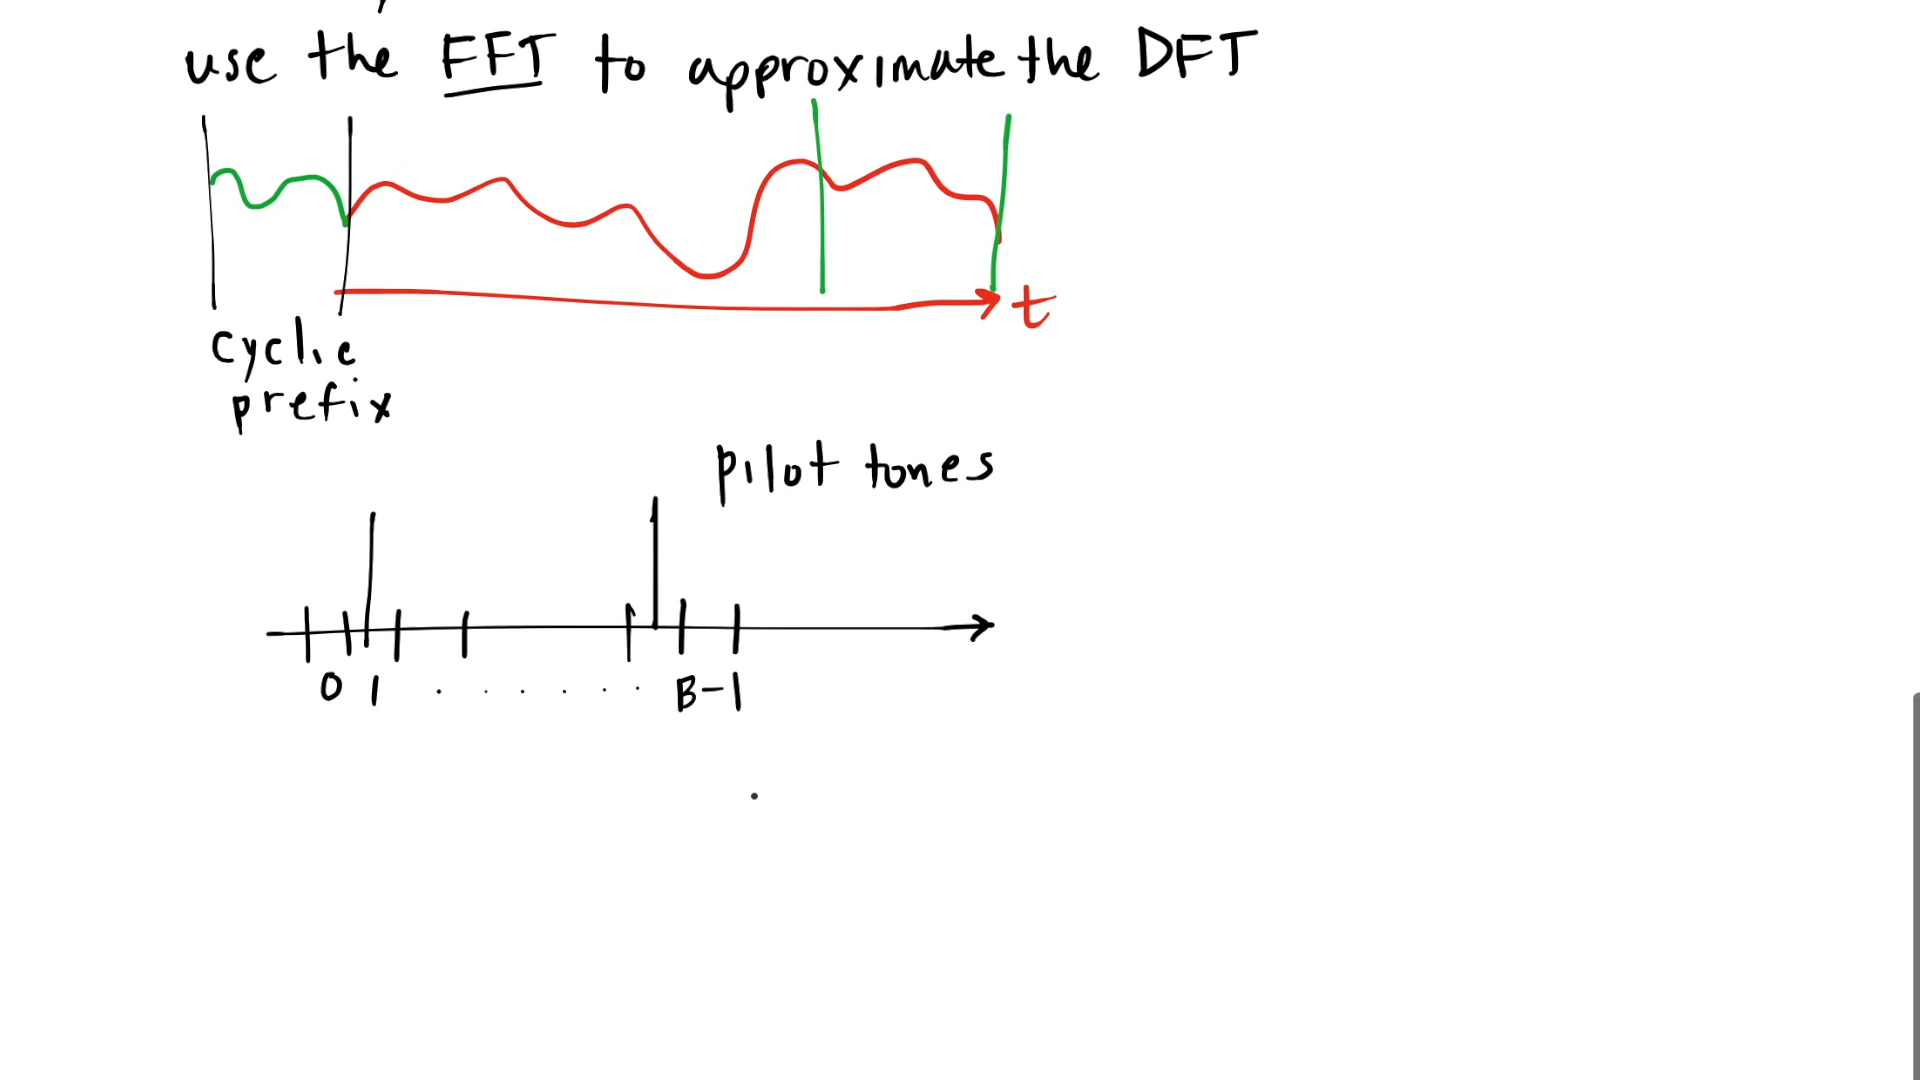 use the FFT to approximate the DFT
t
cyclic
prefix
pilot tones
0 1 . . . . . . B-1